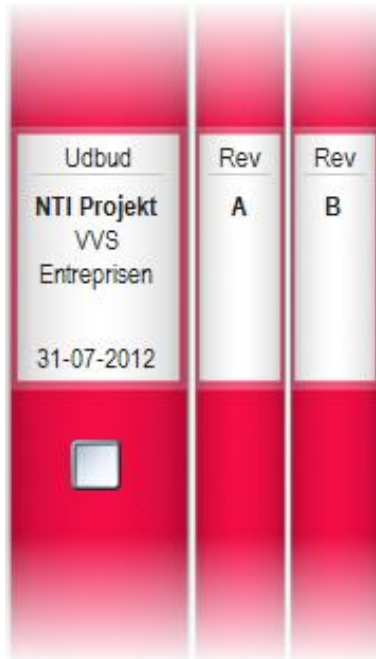 Udbud
NTI Projekt
VVS
Entreprisen
31-07-2012
Rev
A
Rev
B